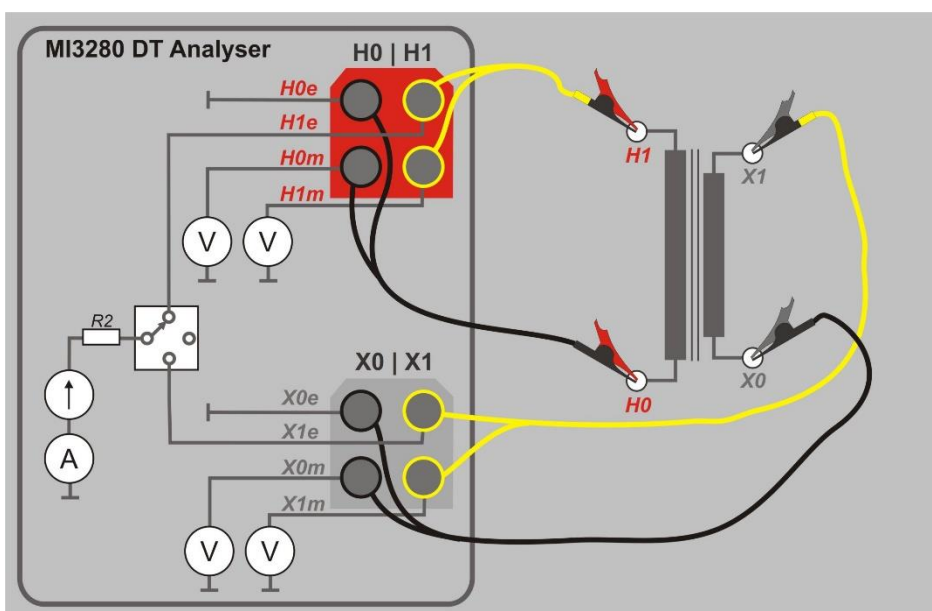 MI3280 DT Analyser
H0 | H1
H0e
H1e
H0m
H1m
V
V
R2
A
X0 | X1
X0e
X1e
X0m
X1m
V
V
H1
X1
H0
X0